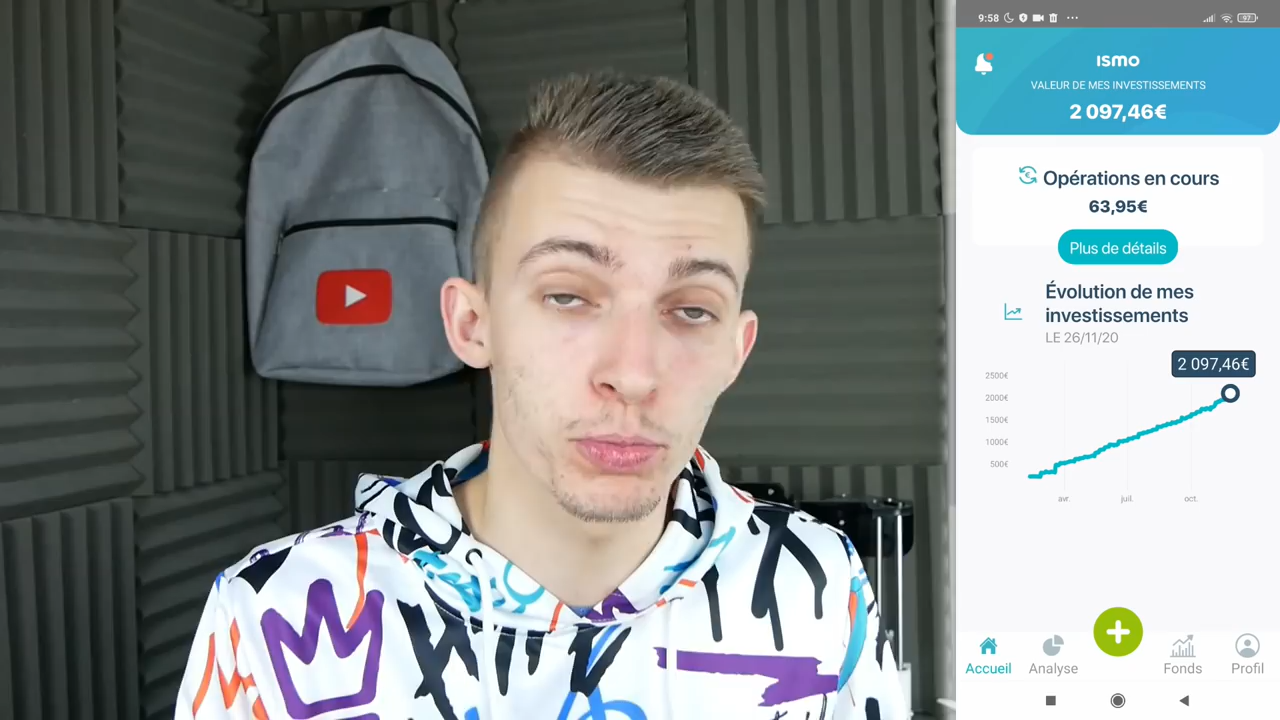 9:58
97
ısmo
VALEUR DE MES INVESTISSEMENTS
2 097,46€
Opérations en cours
63,95€
Plus de détails
Évolution de mes
investissements
LE 26/11/20
2 097,46€
2500€
2000€
1500€
1000€
500€
avr.
juil.
oct.
Accueil
Analyse
Fonds
Profil